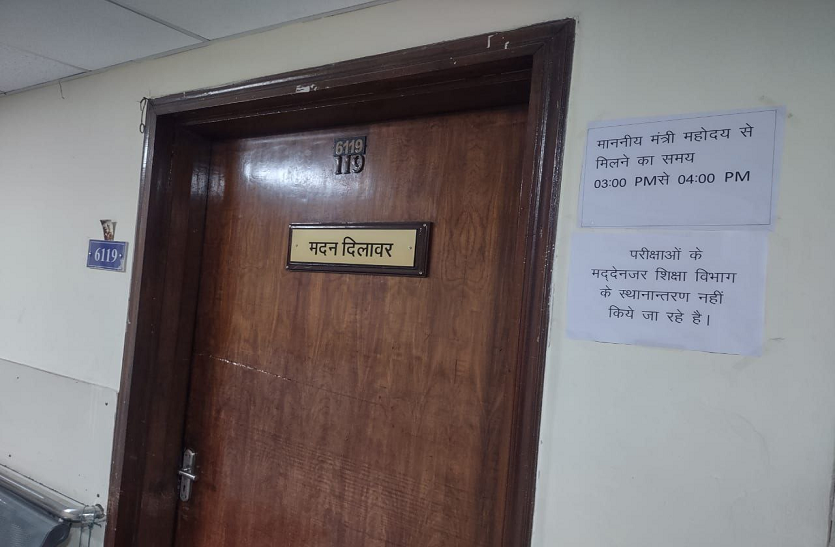 6119
119
6119
मदन दिलावर
माननीय मंत्री महोदय से
मिलने का समय
03:00 PMसे 04:00 PM
परीक्षाओं के
मद्देनजर शिक्षा विभाग
के स्थानान्तरण नहीं
किये जा रहे है।